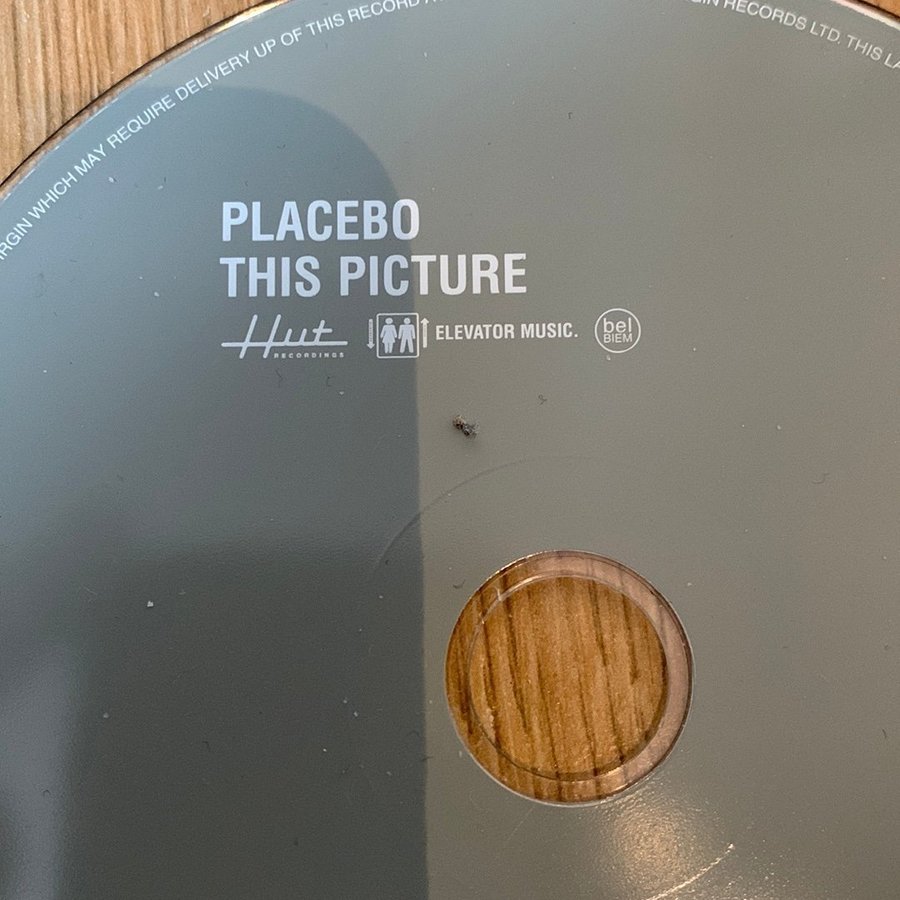 RGIN WHICH MAY REQUIRE DELIVERY UP OF THIS RECORD
RGIN RECORDS LTD. THIS LA
PLACEBO
THIS PICTURE
Hut
RECORDINGS
ELEVATOR MUSIC.
bel
BIEM